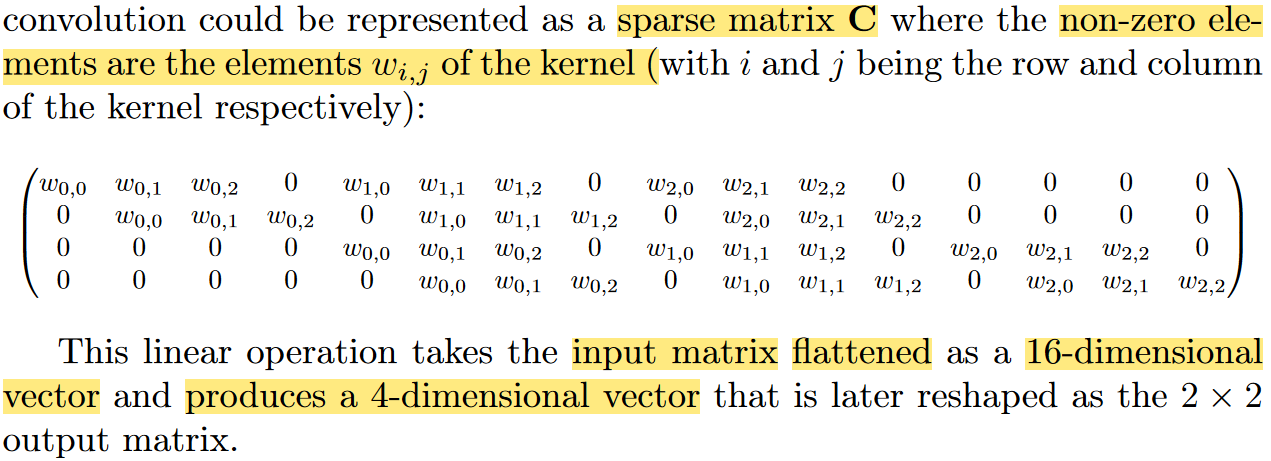 convolution could be represented as a sparse matrix C where the non-zero ele-
ments are the elements w_{i,j} of the kernel (with i and j being the row and column
of the kernel respectively):
w_{0,0} w_{0,1} w_{0,2} 0 w_{1,0} w_{1,1} w_{1,2} 0 w_{2,0} w_{2,1} w_{2,2} 0 0 0 0 0
0 w_{0,0} w_{0,1} w_{0,2} 0 w_{1,0} w_{1,1} w_{1,2} 0 w_{2,0} w_{2,1} w_{2,2} 0 0 0 0
0 0 0 0 w_{0,0} w_{0,1} w_{0,2} 0 w_{1,0} w_{1,1} w_{1,2} 0 w_{2,0} w_{2,1} w_{2,2} 0
0 0 0 0 0 w_{0,0} w_{0,1} w_{0,2} 0 w_{1,0} w_{1,1} w_{1,2} 0 w_{2,0} w_{2,1} w_{2,2}
This linear operation takes the input matrix flattened as a 16-dimensional
vector and produces a 4-dimensional vector that is later reshaped as the 2 × 2
output matrix.